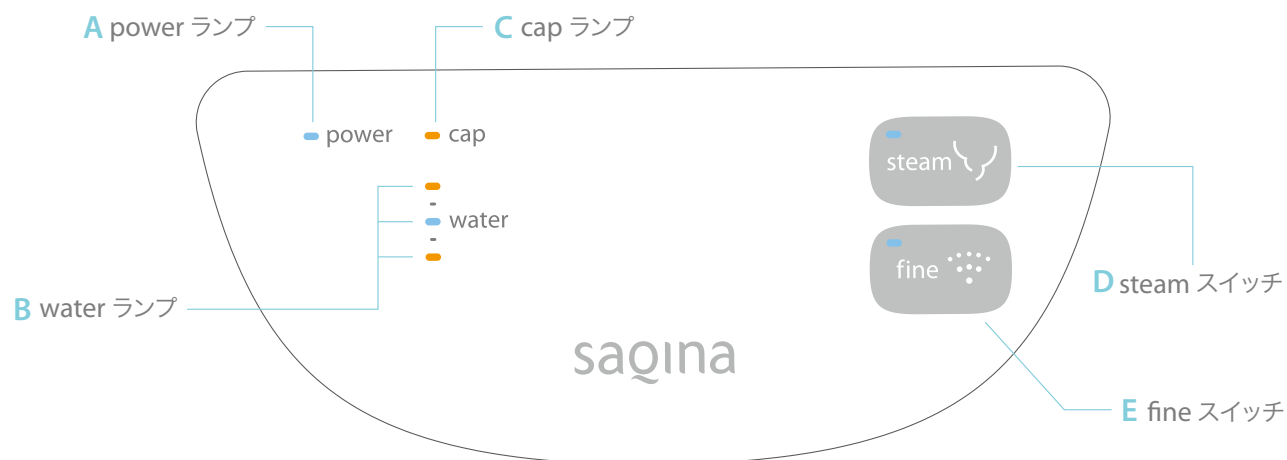 A power ランプ
C cap ランプ
power
cap
steam
water
fine
B water ランプ
D steam スイッチ
saqina
E fine スイッチ